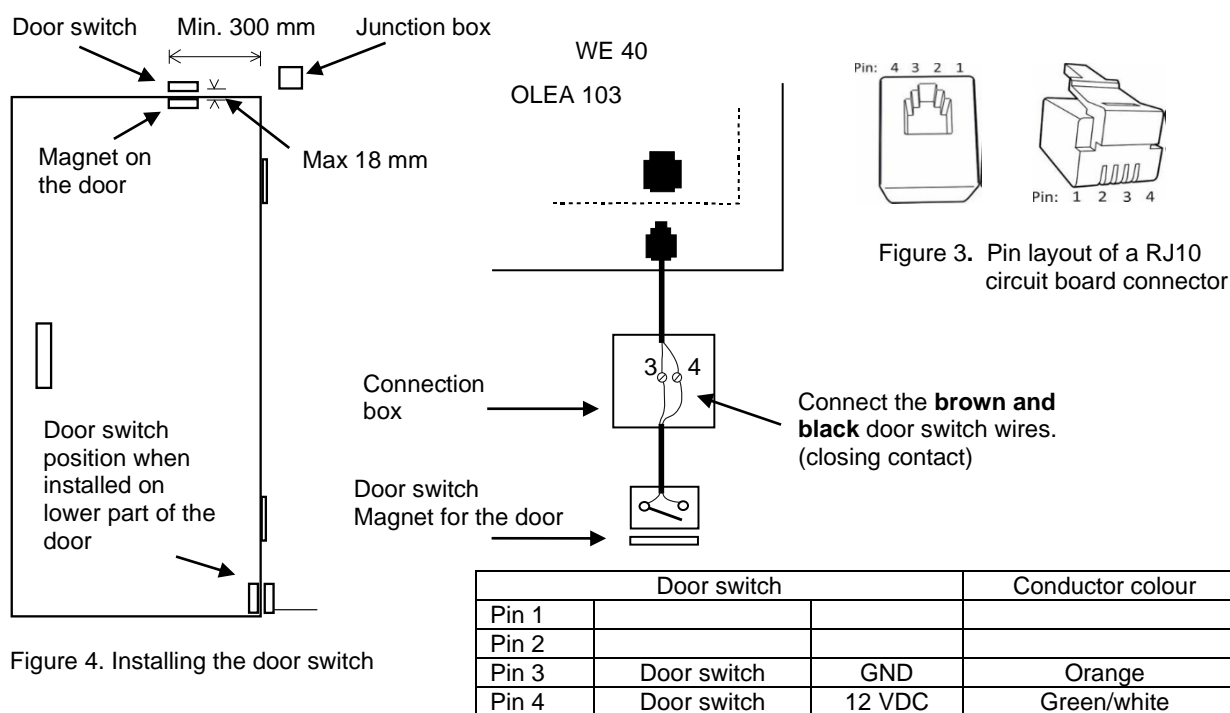 Door switch
Min. 300 mm
Junction box
Magnet on
the door
Max 18 mm
Door switch
position when
installed on
lower part of the
door
Figure 4. Installing the door switch
WE 40
OLEA 103
3 4
Connection
box
Connect the brown and
black door switch wires.
(closing contact)
Door switch
Magnet for the door
Pin: 4 3 2 1
Pin: 1 2 3 4
Figure 3. Pin layout of a RJ10
circuit board connector
Door switch Conductor colour
Pin 1
Pin 2
Pin 3 Door switch GND Orange
Pin 4 Door switch 12 VDC Green/white